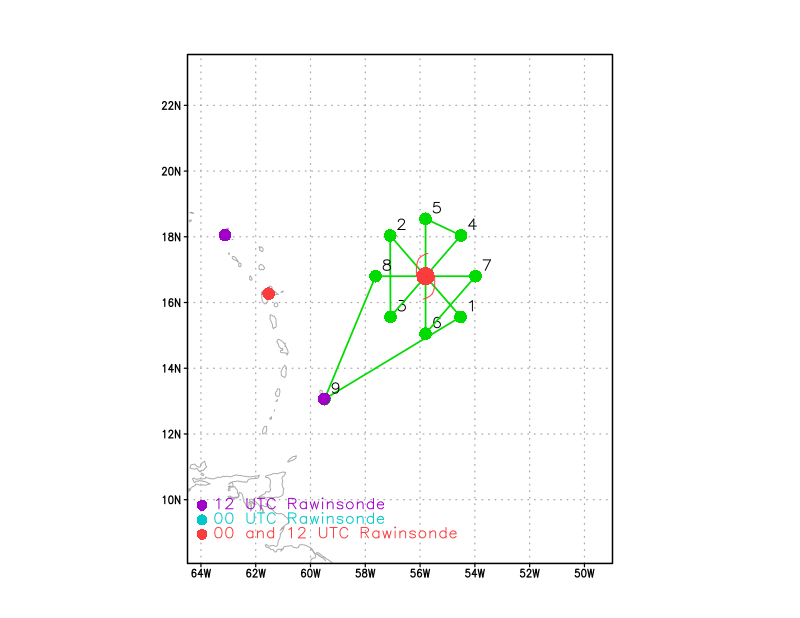 22N
20N
5
2
4
18N
8
7
16N
3
1
6
14N
9
12N
10N
12 UTC Rawinsonde
00 UTC Rawinsonde
00 and 12 UTC Rawinsonde
64W 62W 60W 58W 56W 54W 52W 50W